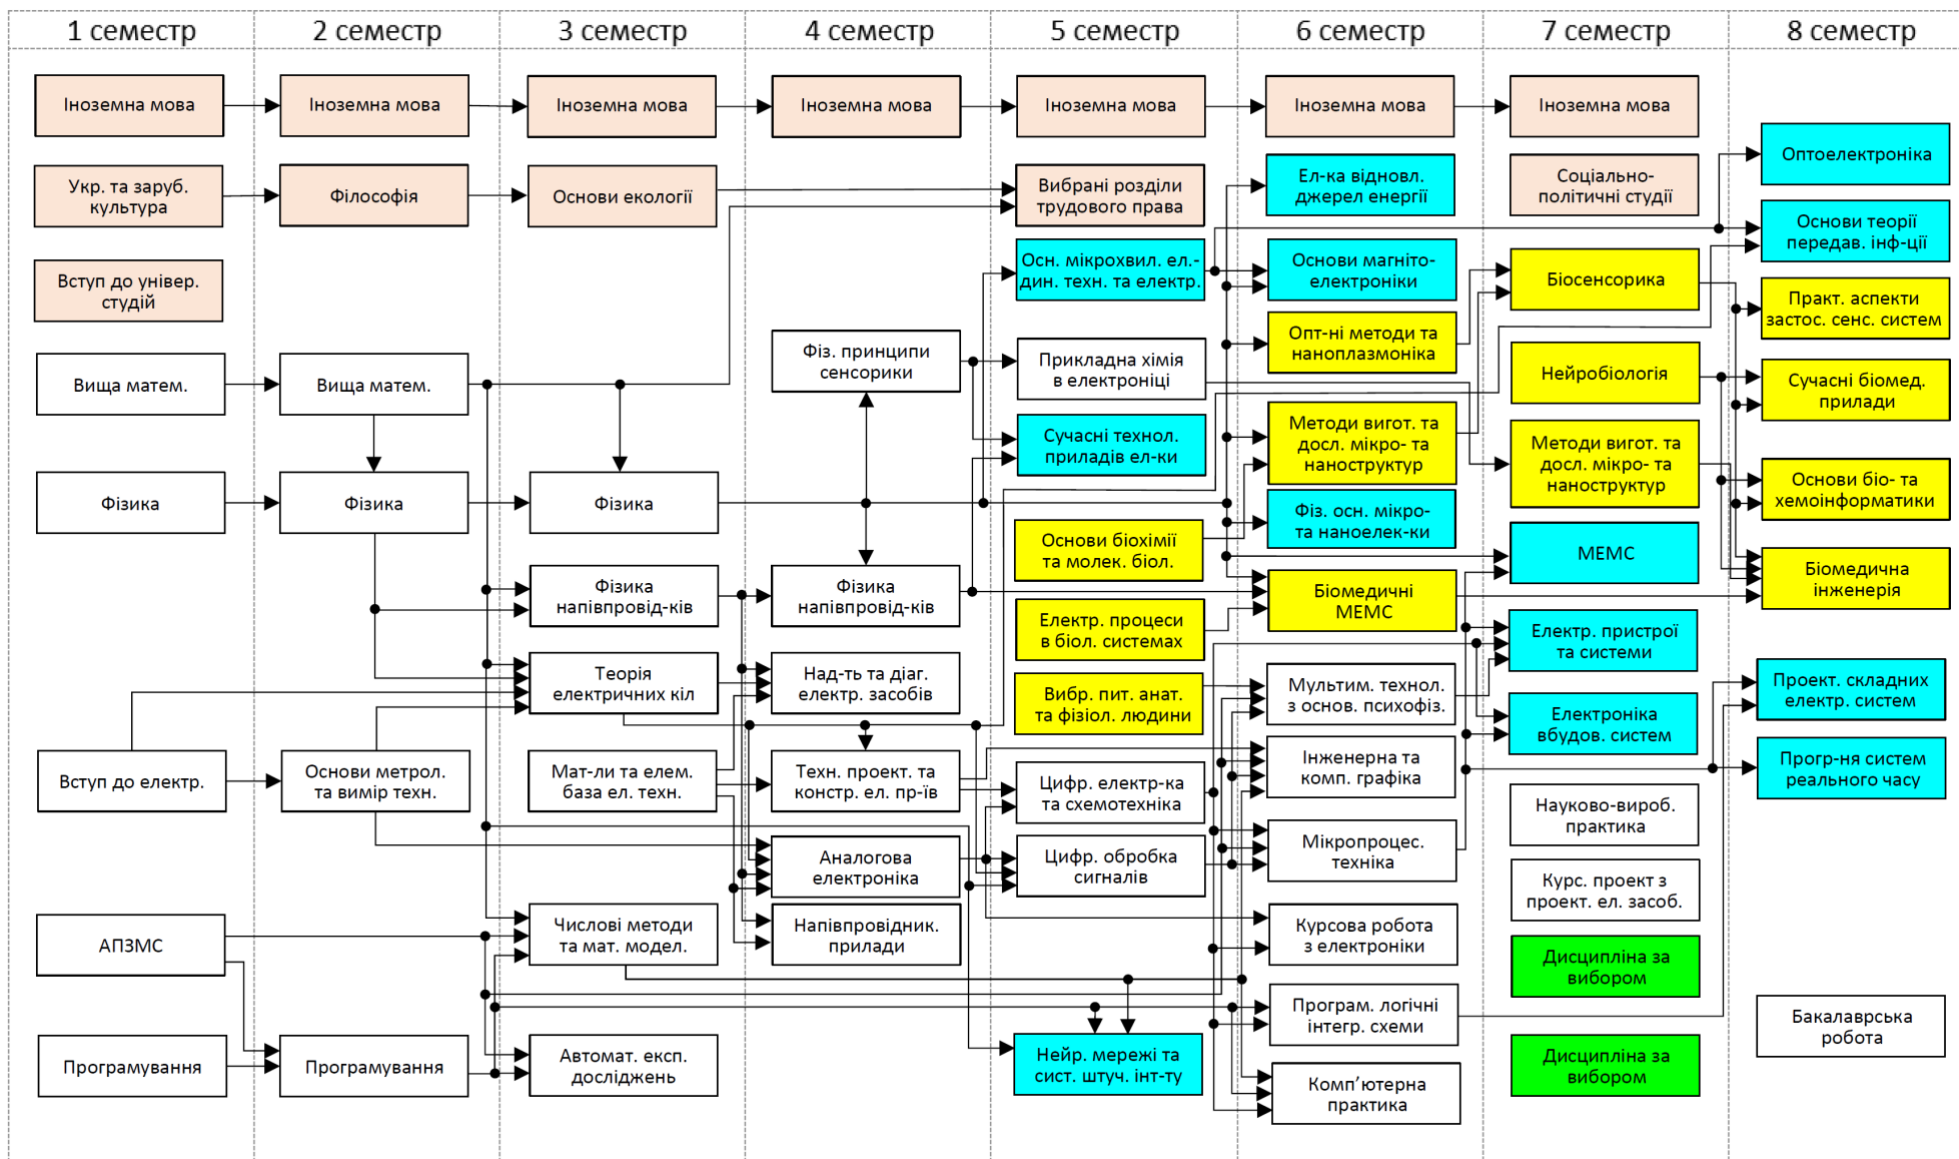 1 семестр
2 семестр
3 семестр
4 семестр
5 семестр
6 семестр
7 семестр
8 семестр
Іноземна мова
Укр. та заруб.
культура
Вступ до універ.
студій
Вища матем.
Фізика
Вступ до електр.
АПЗМС
Програмування
Іноземна мова
Філософія
Вища матем.
Фізика
Основи метрол.
та вимір техн.
Програмування
Іноземна мова
Основи екології
Фізика
Фізика
напівпровід-ків
Теорія
електричних кіл
Мат-ли та елем.
база ел. техн.
Числові методи
та мат. модел.
Автомат. експ.
досліджень
Іноземна мова
Фіз. принципи
сенсорики
Фізика
напівпровід-ків
Над-ть та діаг.
електр. засобів
Техн. проект. та
констр. ел. пр-їв
Аналогова
електроніка
Напівпровідник.
прилади
Іноземна мова
Вибрані розділи
трудового права
Осн. мікрохвил. ел.-
дин. техн. та електр.
Прикладна хімія
в електроніці
Сучасні технол.
приладів ел-ки
Основи біохімії
та молек. біол.
Електр. процеси
в біол. системах
Вибр. пит. анат.
та фізіол. людини
Цифр. електр-ка
та схемотехніка
Цифр. обробка
сигналів
Нейр. мережі та
сист. штуч. інт-ту
Іноземна мова
Ел-ка відновл.
джерел енергії
Основи магніто-
електроніки
Опт-ні методи та
наноплазмоніка
Методи вигот. та
досл. мікро- та
наноструктур
Фіз. осн. мікро-
та наноелек-ки
Біомедичні
МЕМС
Мультим. технол.
з основ. психофіз.
Інженерна та
комп. графіка
Мікропроцес.
техніка
Курсова робота
з електроніки
Програм. логічні
інтегр. схеми
Комп’ютерна
практика
Іноземна мова
Соціально-
політичні студії
Біосенсорика
Нейробіологія
Методи вигот. та
досл. мікро- та
наноструктур
МЕМС
Електр. пристрої
та системи
Електроніка
вбудов. систем
Науково-вироб.
практика
Курс. проект з
проект. ел. засоб.
Дисципліна за
вибором
Дисципліна за
вибором
Оптоелектроніка
Основи теорії
передав. інф-ції
Практ. аспекти
застос. сенс. систем
Сучасні біомед.
прилади
Основи біо- та
хемоінформатики
Біомедична
інженерія
Проект. складних
електр. систем
Прогр-ня систем
реального часу
Бакалаврська
робота